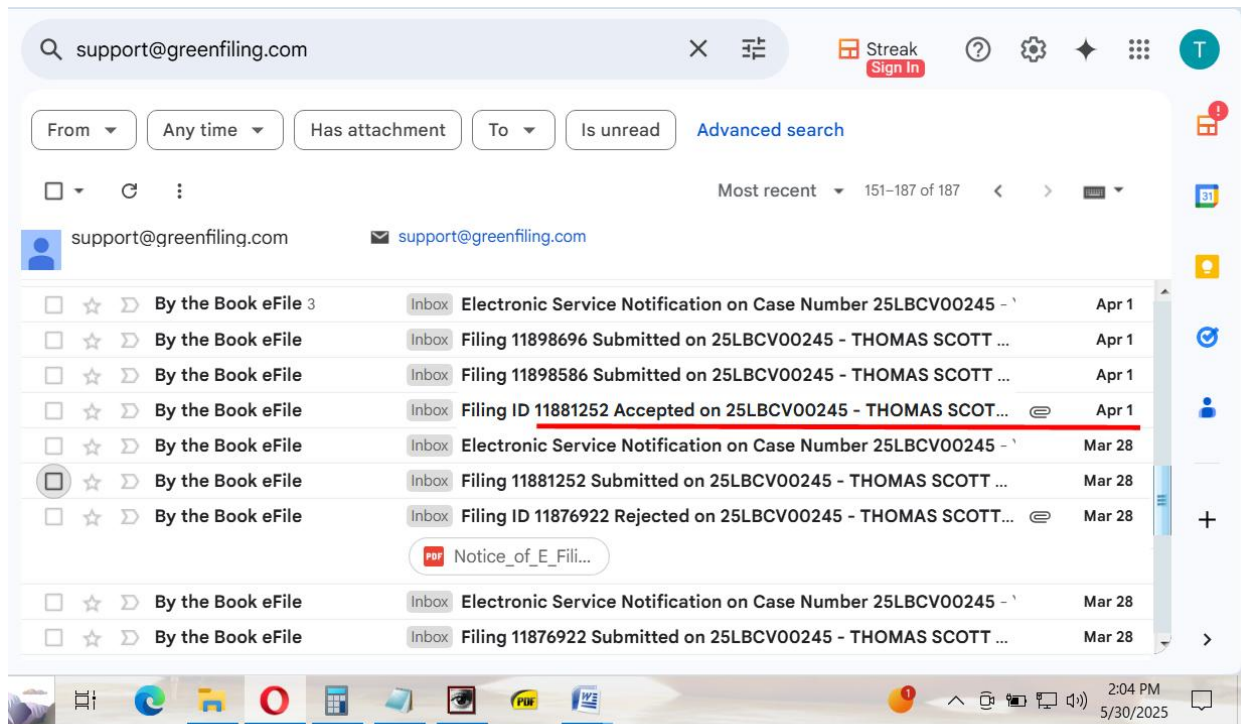 support@greenfiling.com
Streak
Sign In
T
From
Any time
Has attachment
To
Is unread
Advanced search
Most recent
151–187 of 187
31
support@greenfiling.com
support@greenfiling.com
By the Book eFile 3 Inbox Electronic Service Notification on Case Number 25LBCV00245 - Apr 1
By the Book eFile Inbox Filing 11898696 Submitted on 25LBCV00245 - THOMAS SCOTT ... Apr 1
By the Book eFile Inbox Filing 11898586 Submitted on 25LBCV00245 - THOMAS SCOTT ... Apr 1
By the Book eFile Inbox Filing ID 11881252 Accepted on 25LBCV00245 - THOMAS SCOT... Apr 1
By the Book eFile Inbox Electronic Service Notification on Case Number 25LBCV00245 - Mar 28
By the Book eFile Inbox Filing 11881252 Submitted on 25LBCV00245 - THOMAS SCOTT ... Mar 28
By the Book eFile Inbox Filing ID 11876922 Rejected on 25LBCV00245 - THOMAS SCOTT... Mar 28
PDF Notice_of_E_Fili...
By the Book eFile Inbox Electronic Service Notification on Case Number 25LBCV00245 - Mar 28
By the Book eFile Inbox Filing 11876922 Submitted on 25LBCV00245 - THOMAS SCOTT ... Mar 28
PDF
W
1
2:04 PM
5/30/2025